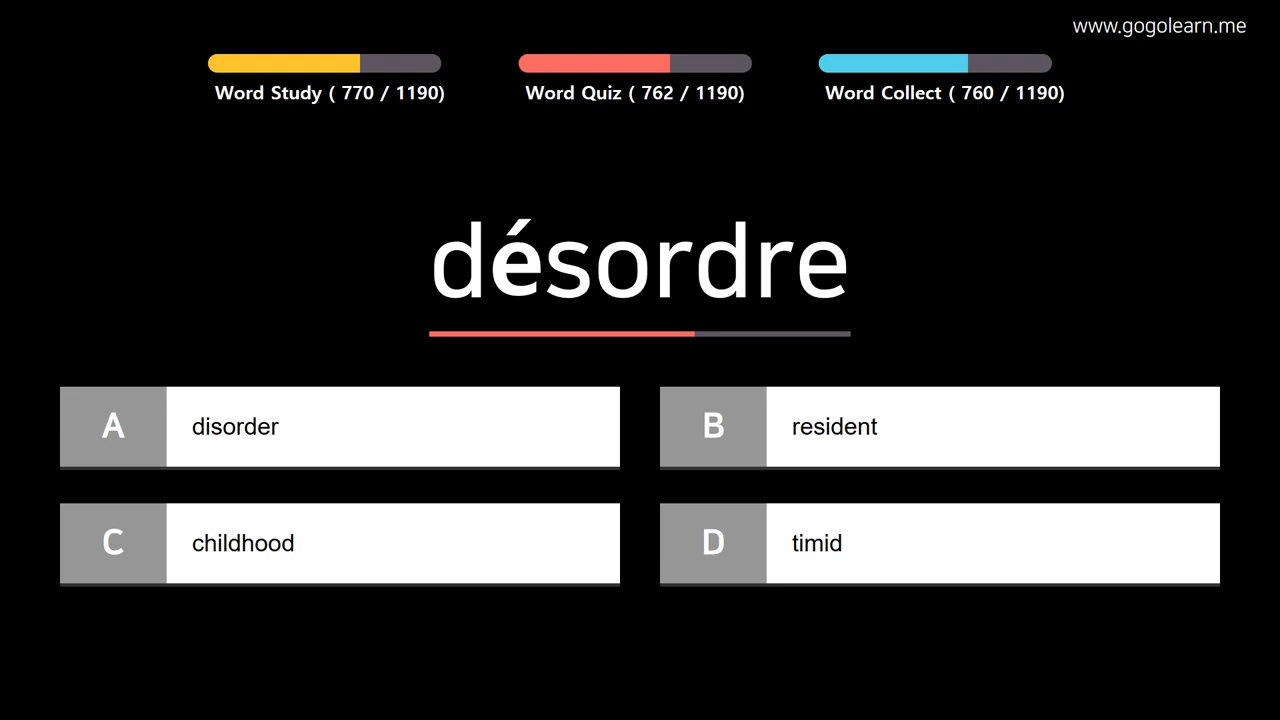 www.gogolearn.me
Word Study ( 770 / 1190)
Word Quiz ( 762 / 1190)
Word Collect ( 760 / 1190)
désordre
A disorder
B resident
C childhood
D timid